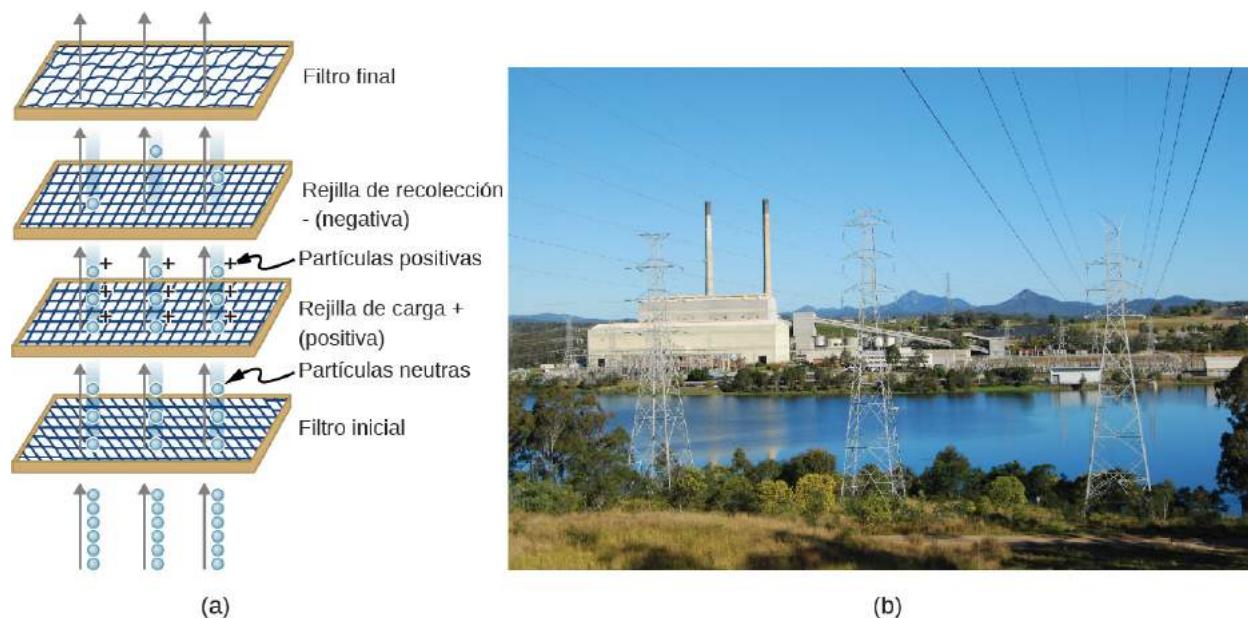 Filtro final
Rejilla de recolección
- (negativa)
Partículas positivas
Rejilla de carga +
(positiva)
Partículas neutras
Filtro inicial
(a)
(b)